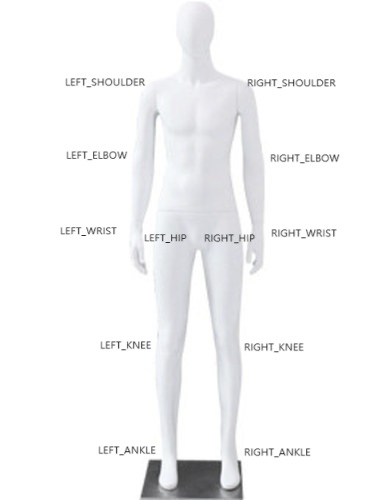 LEFT_SHOULDER RIGHT_SHOULDER
LEFT_ELBOW RIGHT_ELBOW
LEFT_WRIST LEFT_HIP RIGHT_HIP RIGHT_WRIST
LEFT_KNEE RIGHT_KNEE
LEFT_ANKLE RIGHT_ANKLE